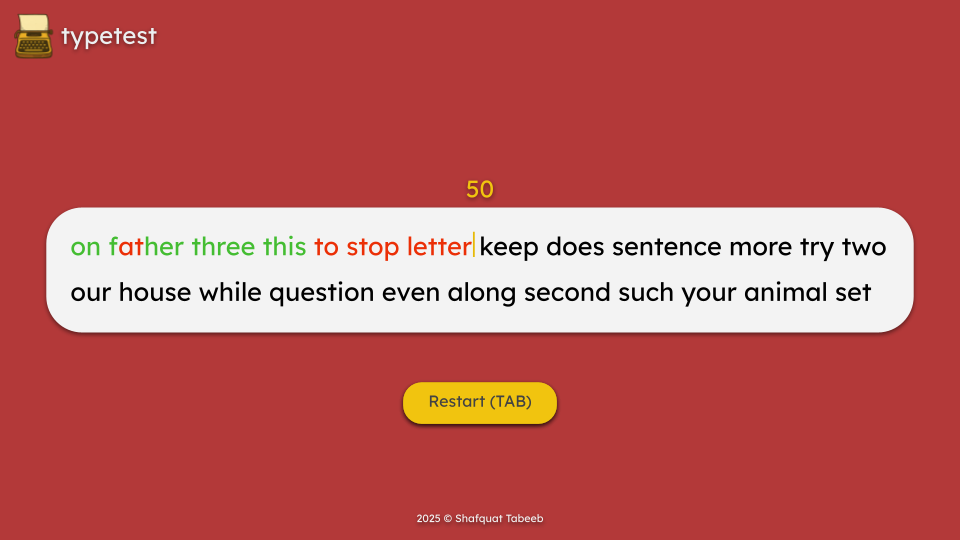 typetest
50
on father three this to stop letter keep does sentence more try two
our house while question even along second such your animal set
Restart (TAB)
2025 © Shafquat Tabeeb